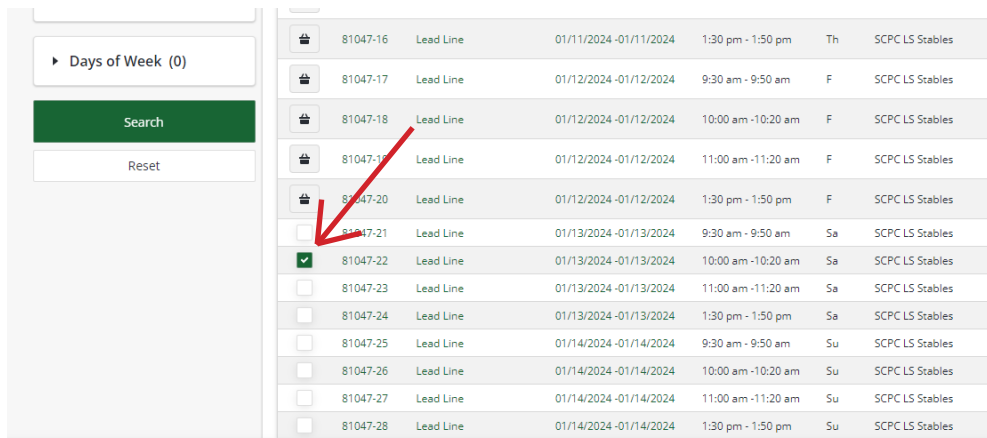 Days of Week (0)
Search
Reset
81047-16 Lead Line 01/11/2024 -01/11/2024 1:30 pm - 1:50 pm Th SCPC LS Stables
81047-17 Lead Line 01/12/2024 -01/12/2024 9:30 am - 9:50 am F SCPC LS Stables
81047-18 Lead Line 01/12/2024 -01/12/2024 10:00 am -10:20 am F SCPC LS Stables
81047-19 Lead Line 01/12/2024 -01/12/2024 11:00 am -11:20 am F SCPC LS Stables
81047-20 Lead Line 01/12/2024 -01/12/2024 1:30 pm - 1:50 pm F SCPC LS Stables
81047-21 Lead Line 01/13/2024 -01/13/2024 9:30 am - 9:50 am Sa SCPC LS Stables
81047-22 Lead Line 01/13/2024 -01/13/2024 10:00 am -10:20 am Sa SCPC LS Stables
81047-23 Lead Line 01/13/2024 -01/13/2024 11:00 am -11:20 am Sa SCPC LS Stables
81047-24 Lead Line 01/13/2024 -01/13/2024 1:30 pm - 1:50 pm Sa SCPC LS Stables
81047-25 Lead Line 01/14/2024 -01/14/2024 9:30 am - 9:50 am Su SCPC LS Stables
81047-26 Lead Line 01/14/2024 -01/14/2024 10:00 am -10:20 am Su SCPC LS Stables
81047-27 Lead Line 01/14/2024 -01/14/2024 11:00 am -11:20 am Su SCPC LS Stables
81047-28 Lead Line 01/14/2024 -01/14/2024 1:30 pm - 1:50 pm Su SCPC LS Stables